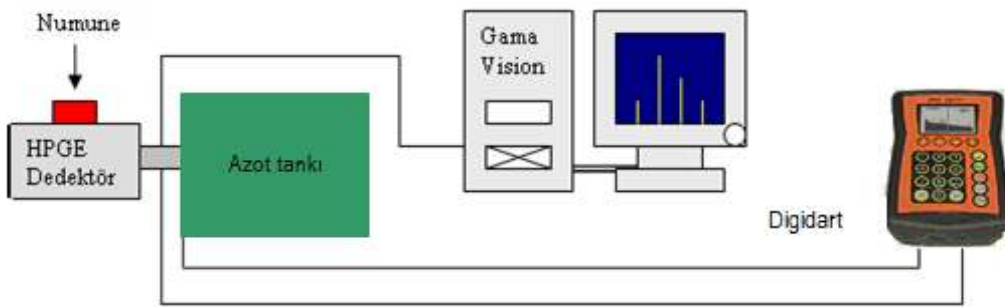 Numune
HPGE
Dedektör
Azot tankı
Gama
Vision
Digidart